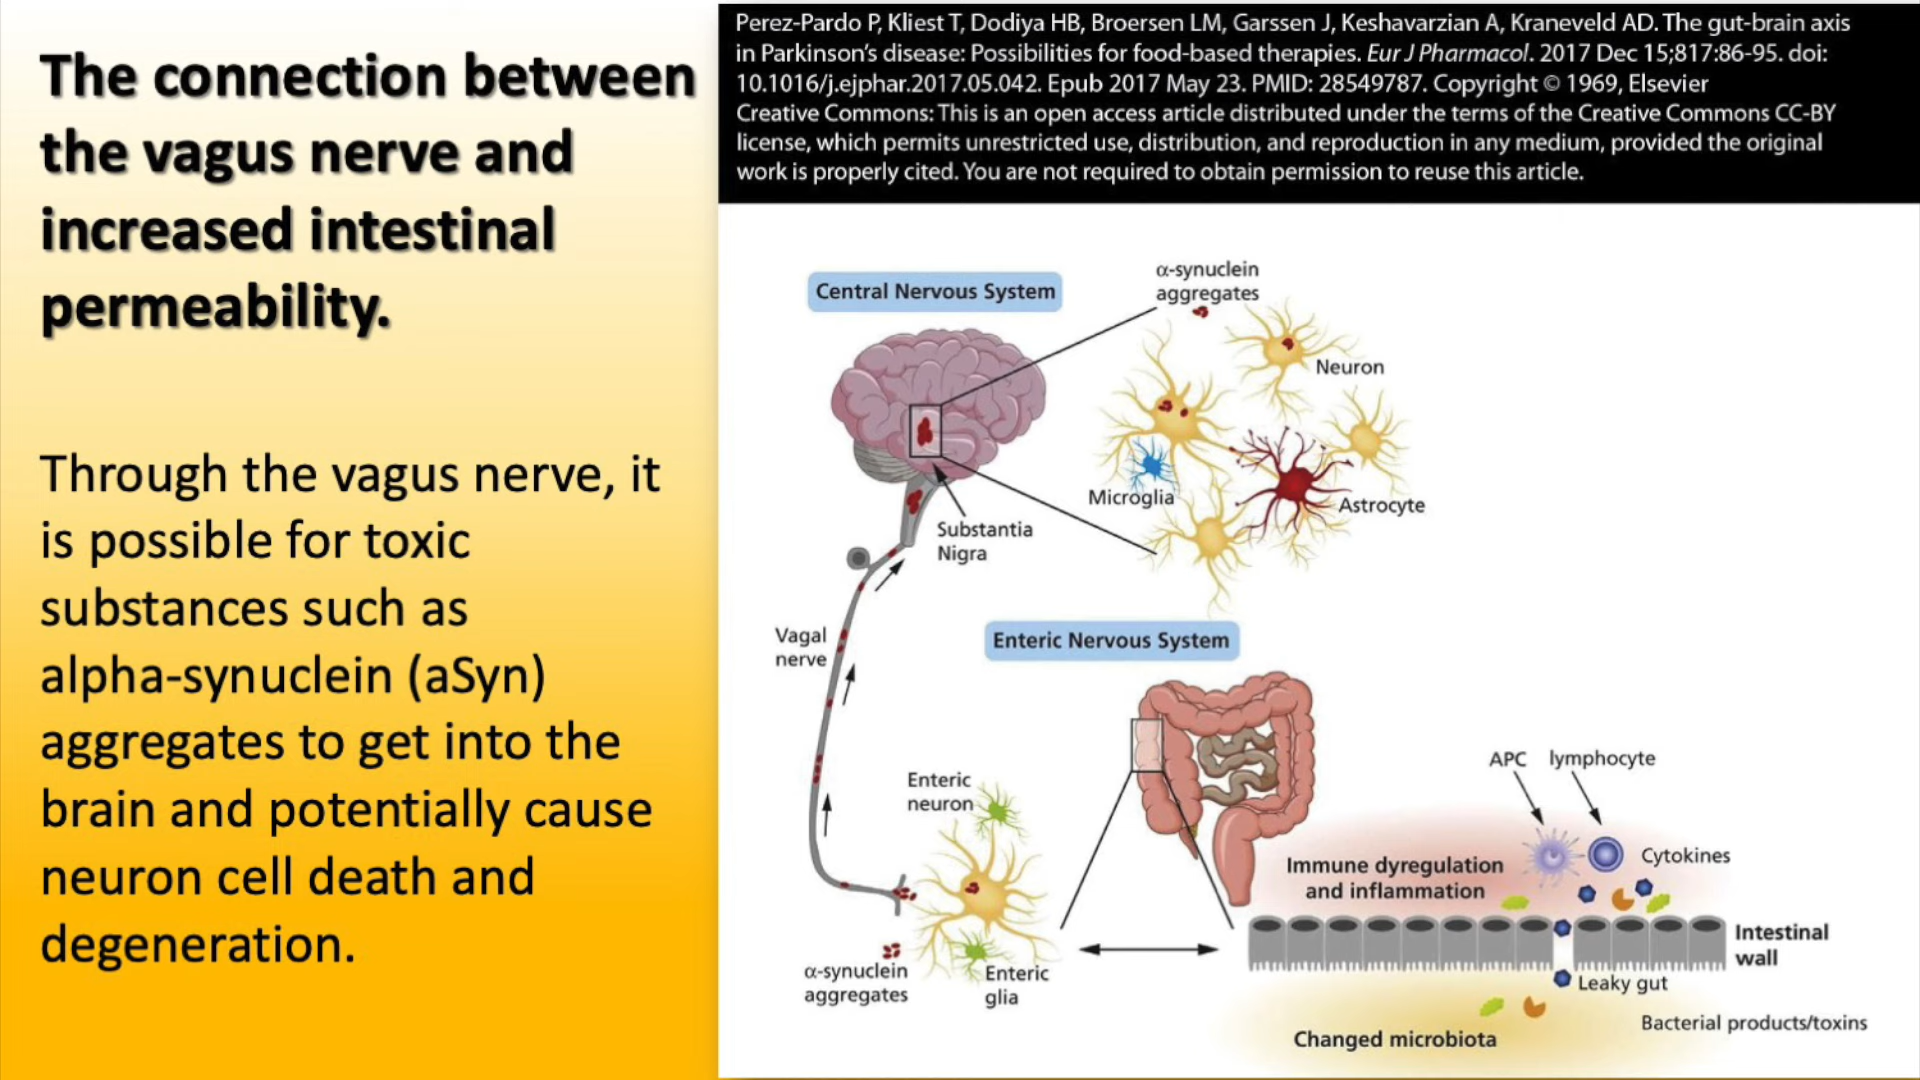 The connection between
the vagus nerve and
increased intestinal
permeability.
Through the vagus nerve, it
is possible for toxic
substances such as
alpha-synuclein (aSyn)
aggregates to get into the
brain and potentially cause
neuron cell death and
degeneration.
Perez-Pardo P, Kliest T, Dodiya HB, Broersen LM, Garssen J, Keshavarzian A, Kraneveld AD. The gut-brain axis
in Parkinson's disease: Possibilities for food-based therapies. Eur J Pharmacol. 2017 Dec 15;817:86-95. doi:
10.1016/j.ejphar.2017.05.042. Epub 2017 May 23. PMID: 28549787. Copyright © 1969, Elsevier
Creative Commons: This is an open access article distributed under the terms of the Creative Commons CC-BY
license, which permits unrestricted use, distribution, and reproduction in any medium, provided the original
work is properly cited. You are not required to obtain permission to reuse this article.
Central Nervous System
α-synuclein
aggregates
Neuron
Microglia
Astrocyte
Substantia
Nigra
Vagal
nerve
Enteric Nervous System
Enteric
neuron
α-synuclein
aggregates
Enteric
glia
APC
lymphocyte
Immune dyregulation
and inflammation
Cytokines
Intestinal
wall
Leaky gut
Bacterial products/toxins
Changed microbiota